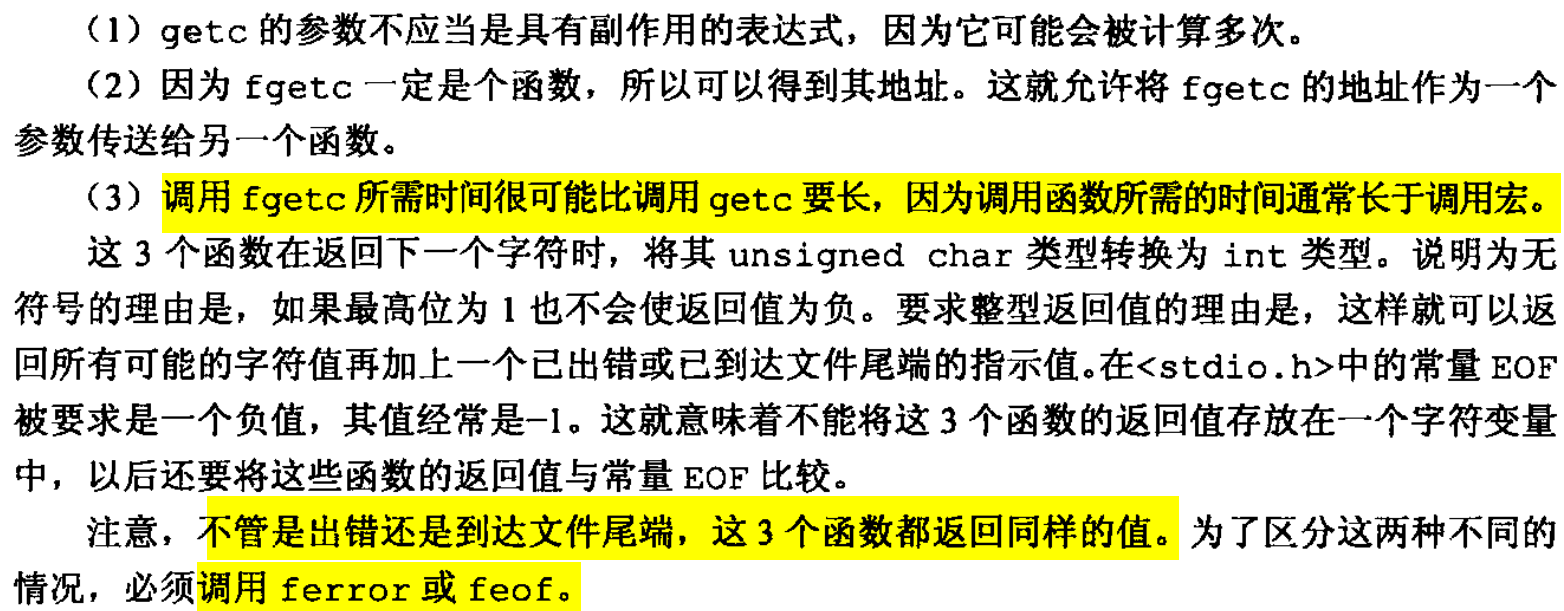 (1) getc 的参数不应当是具有副作用的表达式，因为它可能会被计算多次。
(2) 因为 fgetc 一定是个函数，所以可以得到其地址。这就允许将 fgetc 的地址作为一个
参数传送给另一个函数。
(3) 调用 fgetc 所需时间很可能比调用 getc 要长，因为调用函数所需的时间通常长于调用宏。
这 3 个函数在返回下一个字符时，将其 unsigned char 类型转换为 int 类型。说明为无
符号的理由是，如果最高位为 1 也不会使返回值为负。要求整型返回值的理由是，这样就可以返
回所有可能的字符值再加上一个已出错或已到达文件尾端的指示值。在<stdio.h>中的常量 EOF
被要求是一个负值，其值经常是–1。这就意味着不能将这 3 个函数的返回值存放在一个字符变量
中，以后还要将这些函数的返回值与常量 EOF 比较。
注意，不管是出错还是到达文件尾端，这 3 个函数都返回同样的值。为了区分这两种不同的
情况，必须调用 ferror 或 feof。